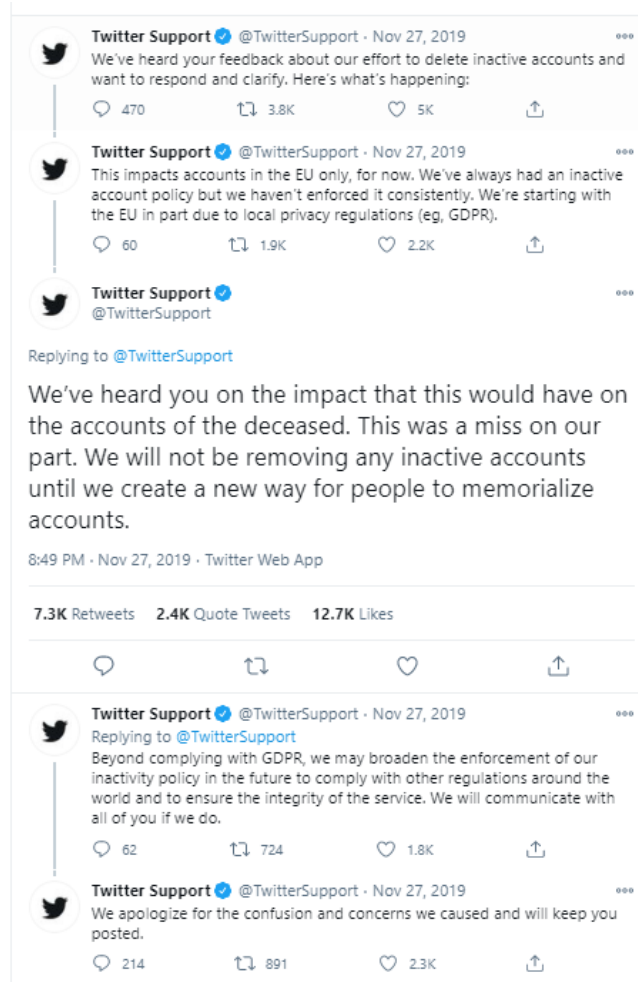 Twitter Support @TwitterSupport · Nov 27, 2019
We've heard your feedback about our effort to delete inactive accounts and
want to respond and clarify. Here's what's happening:
470 3.8K 5K
Twitter Support @TwitterSupport · Nov 27, 2019
This impacts accounts in the EU only, for now. We've always had an inactive
account policy but we haven't enforced it consistently. We're starting with
the EU in part due to local privacy regulations (eg, GDPR).
60 1.9K 2.2K
Twitter Support
@TwitterSupport
Replying to @TwitterSupport
We've heard you on the impact that this would have on
the accounts of the deceased. This was a miss on our
part. We will not be removing any inactive accounts
until we create a new way for people to memorialize
accounts.
8:49 PM · Nov 27, 2019 · Twitter Web App
7.3K Retweets 2.4K Quote Tweets 12.7K Likes
Twitter Support @TwitterSupport · Nov 27, 2019
Replying to @TwitterSupport
Beyond complying with GDPR, we may broaden the enforcement of our
inactivity policy in the future to comply with other regulations around the
world and to ensure the integrity of the service. We will communicate with
all of you if we do.
62 724 1.8K
Twitter Support @TwitterSupport · Nov 27, 2019
We apologize for the confusion and concerns we caused and will keep you
posted.
214 891 2.3K